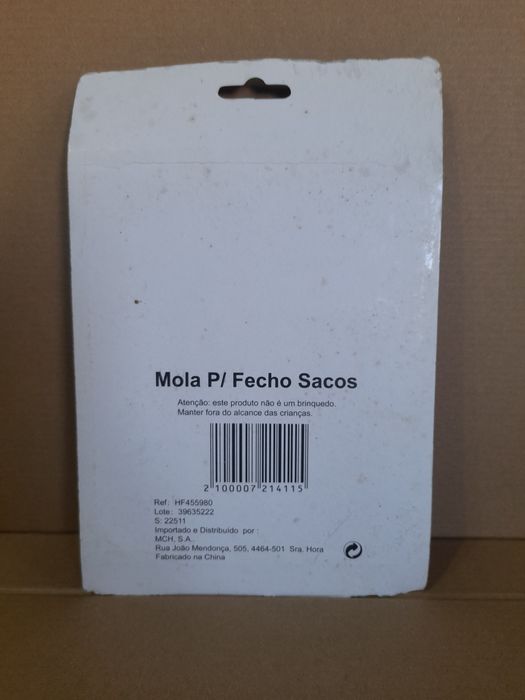 Mola P/ Fecho Sacos
Atenção: este produto não é um brinquedo.
Manter fora do alcance das crianças.
2 100007 214115
Ref: HF455980
Lote: 39635222
S: 22511
Importado e Distribuído por :
MCH, S.A..
Rua João Mendonça, 505, 4464-501 Sra. Hora
Fabricado na China